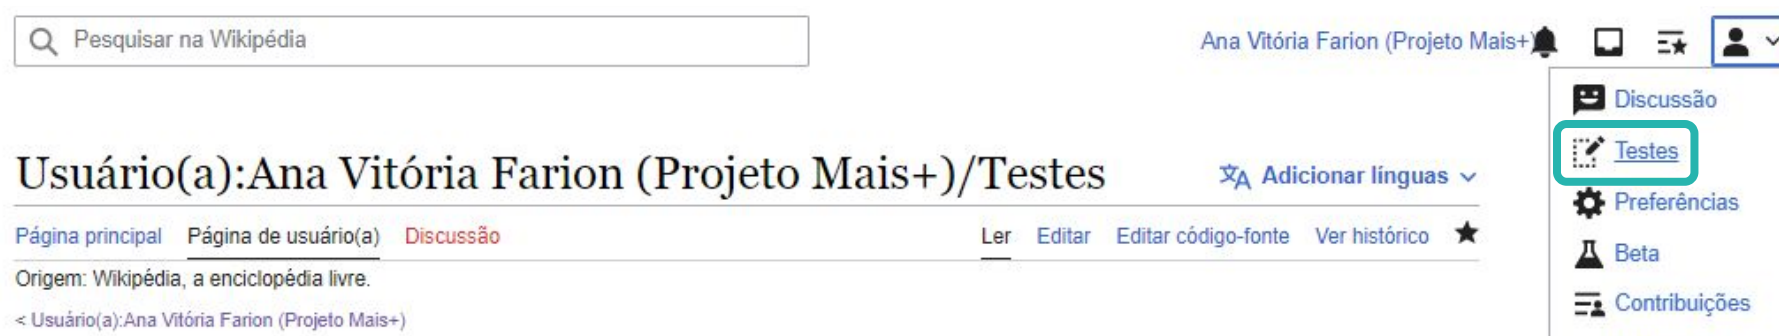 Pesquisar na Wikipédia
Ana Vitória Farion (Projeto Mais+)
Discussão
Testes
Preferências
Beta
Contribuições
Usuário(a):Ana Vitória Farion (Projeto Mais+)/Testes
Adicionar línguas
Página principal Página de usuário(a) Discussão Ler Editar Editar código-fonte Ver histórico
Origem: Wikipédia, a enciclopédia livre.
< Usuário(a):Ana Vitória Farion (Projeto Mais+)